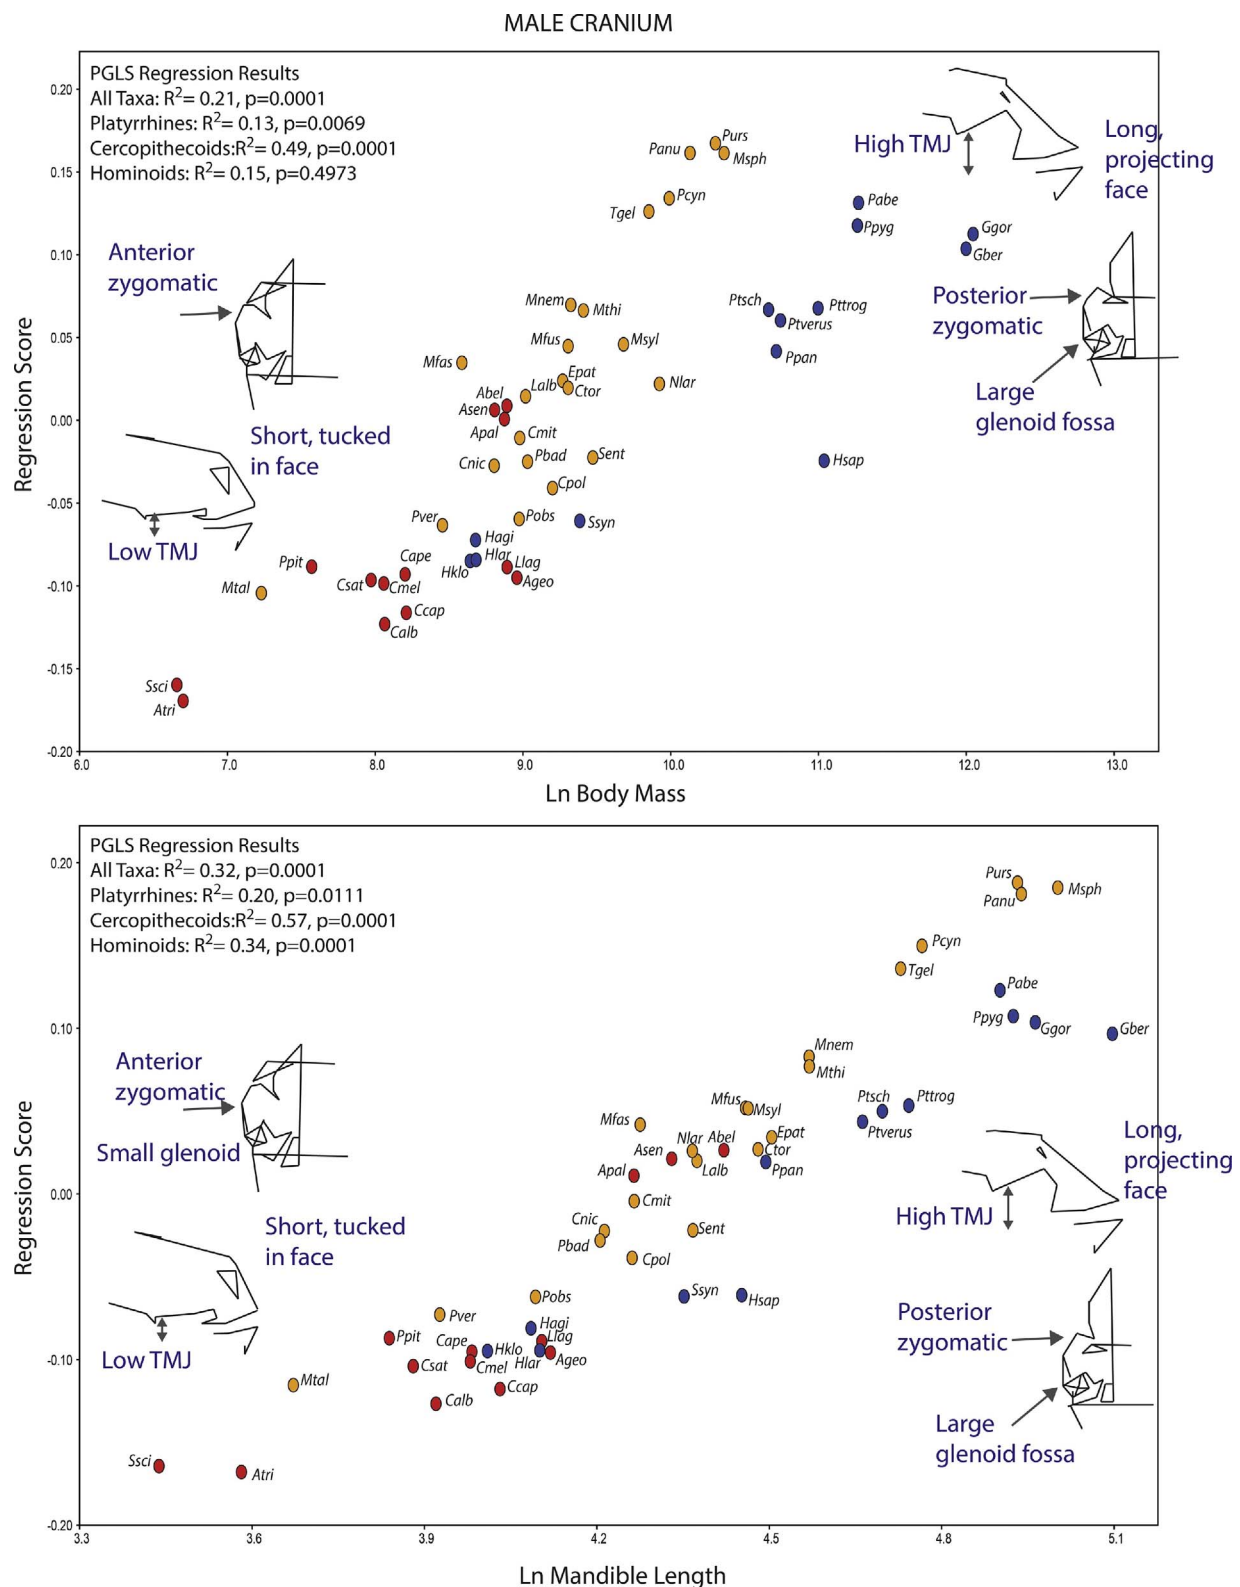 MALE CRANIUM
PGLS Regression Results
All Taxa: R²= 0.21, p=0.0001
Platyrrhines: R²= 0.13, p=0.0069
Cercopithecoids:R²= 0.49, p=0.0001
Hominoids: R²= 0.15, p=0.4973
0.20
0.15
0.10
0.05
0.00
-0.05
-0.10
-0.15
-0.20
Regression Score
High TMJ
Long,
projecting
face
Anterior
zygomatic
Posterior
zygomatic
Large
glenoid fossa
Short, tucked
in face
Low TMJ
Purs
Panu
Msph
Pcyn
Tgel
Pabe
Ppyg
Ggor
Gber
Mnem
Mthi
Ptsch
Pttrog
Ptverus
Mfus
Msyl
Ppan
Mfas
Epat
Lalb
Ctor
Nlar
Abel
Asen
Apal
Cmit
Cnic
Pbad
Sent
Hsap
Cpol
Pver
Pobs
Ssyn
Hagi
Hlar
Hklo
Llag
Ageo
Ppit
Cape
Csat
Cmel
Mtal
Ccap
Calb
Ssci
Atri
6.0
7.0
8.0
9.0
10.0
11.0
12.0
13.0
Ln Body Mass
PGLS Regression Results
All Taxa: R²= 0.32, p=0.0001
Platyrrhines: R²= 0.20, p=0.0111
Cercopithecoids:R²= 0.57, p=0.0001
Hominoids: R²= 0.34, p=0.0001
0.20
0.10
0.00
-0.10
-0.20
Regression Score
Anterior
zygomatic
Small glenoid
Short, tucked
in face
Low TMJ
Long,
projecting
face
High TMJ
Posterior
zygomatic
Large
glenoid fossa
Purs
Panu
Msph
Pcyn
Tgel
Pabe
Ppyg
Ggor
Gber
Mnem
Mthi
Ptsch
Pttrog
Ptverus
Mfus
Msyl
Mfas
Epat
Nlar
Abel
Ctor
Asen
Lalb
Ppan
Apal
Cmit
Cnic
Pbad
Sent
Cpol
Ssyn
Hsap
Pobs
Pver
Hagi
Llag
Ppit
Cape
Hklo
Hlar
Ageo
Csat
Cmel
Mtal
Ccap
Calb
Ssci
Atri
3.3
3.6
3.9
4.2
4.5
4.8
5.1
Ln Mandible Length